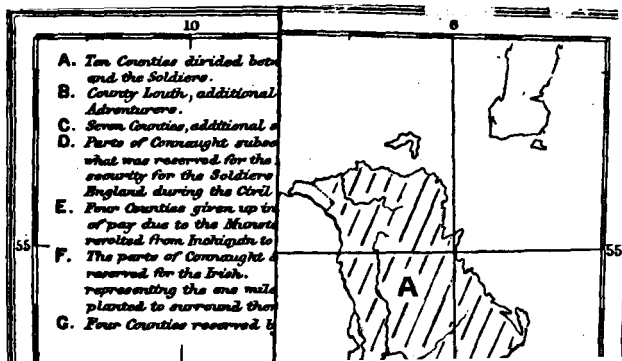 10
6
A. Ten Counties divided betw
and the Soldiers.
B. County Louth, additional
Adventurers.
C. Seven Counties, additional s
D. Parts of Connaught subse
what was reserved for the
security for the Soldiers
England during the Civil
E. Four Counties given up in
of pay due to the Munste
revolted from Inchiquin to
F. The parts of Connaught
reserved for the Irish.
representing the one mile
planted to surround them
G. Four Counties reserved b
55
55
A